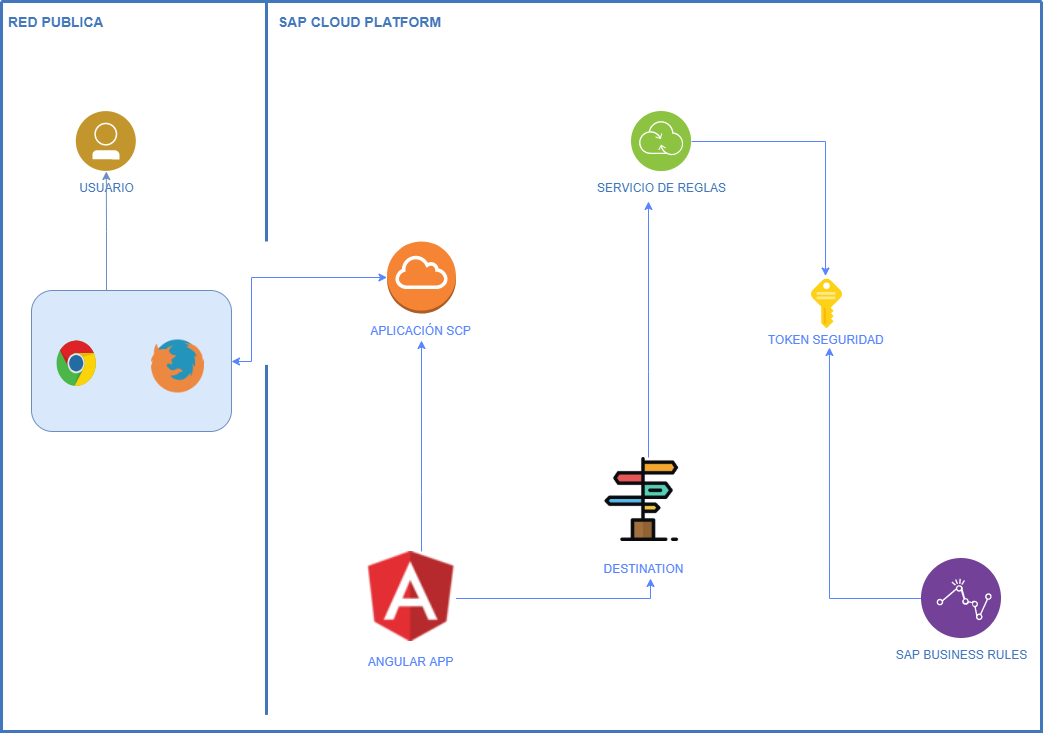 RED PUBLICA
SAP CLOUD PLATFORM
USUARIO
SERVICIO DE REGLAS
APLICACIÓN SCP
TOKEN SEGURIDAD
DESTINATION
ANGULAR APP
SAP BUSINESS RULES